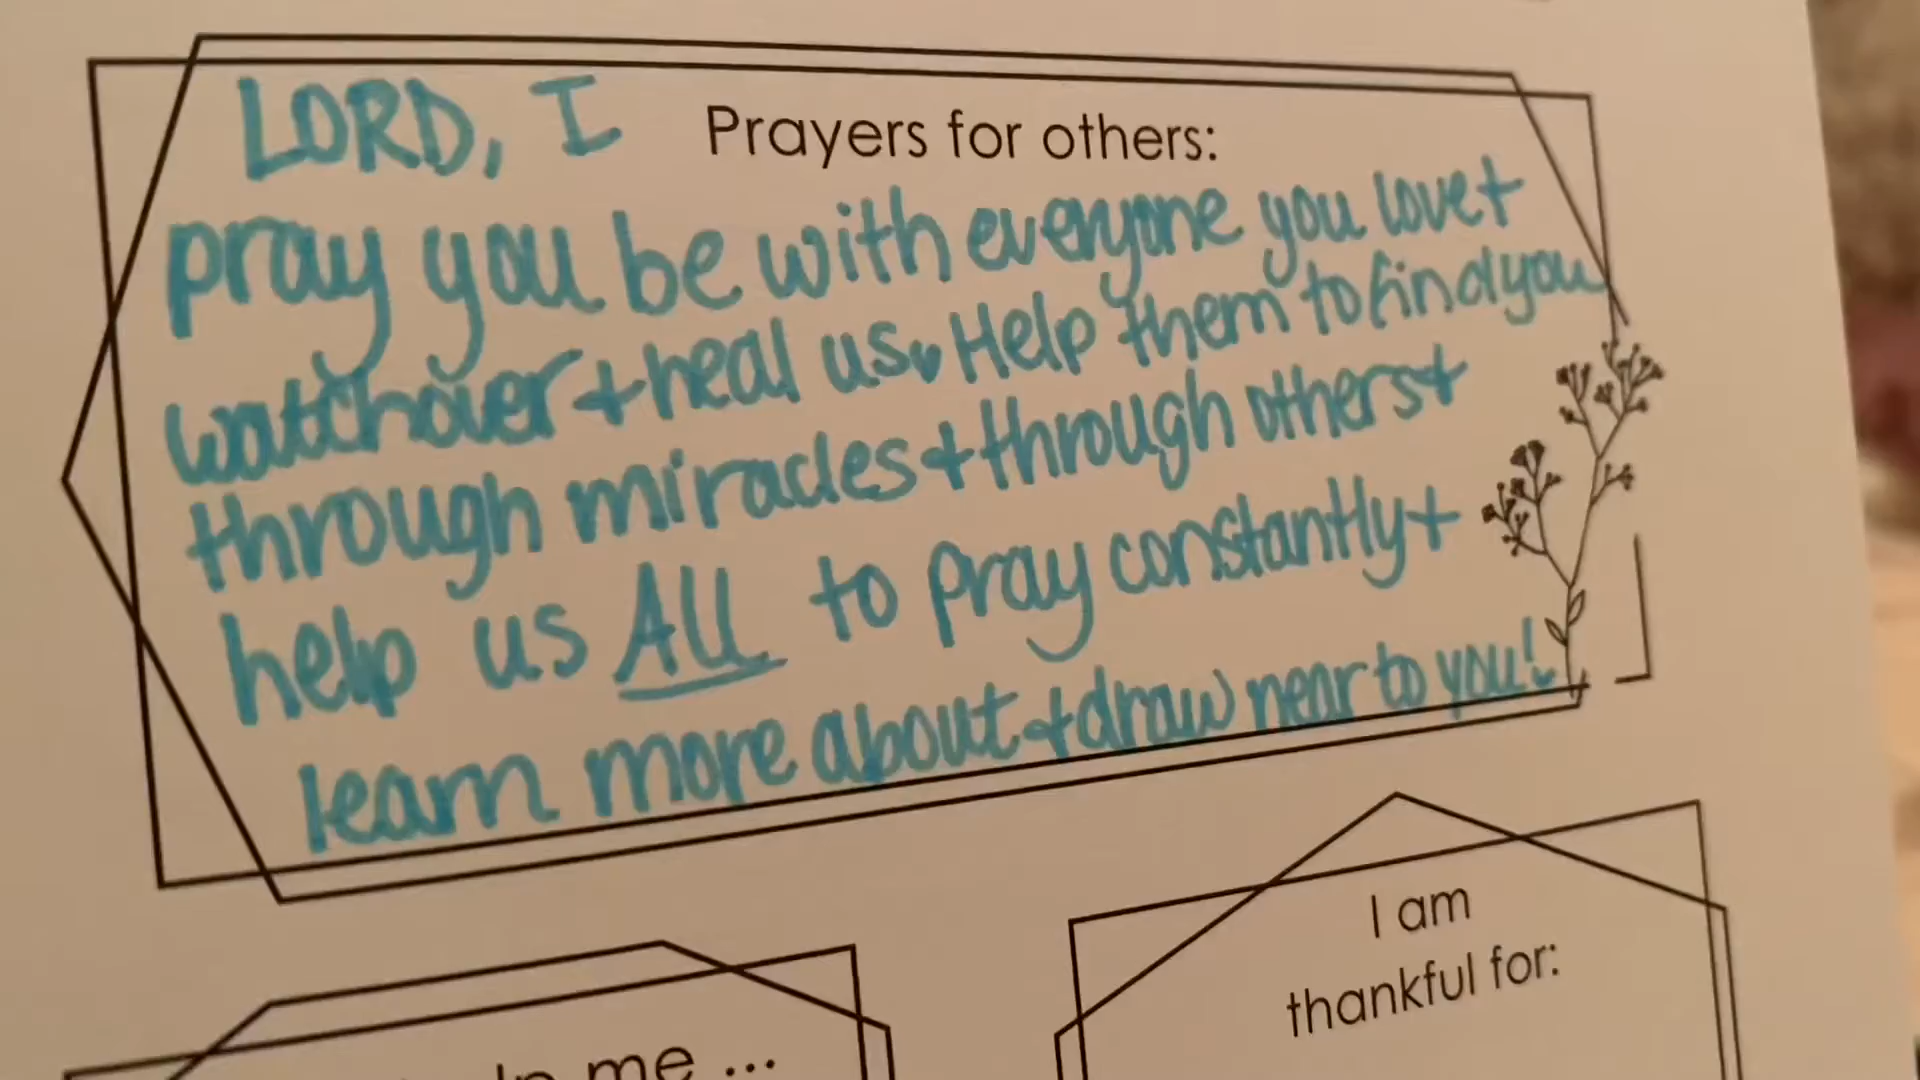 Prayers for others:
LORD, I
pray you be with everyone you love +
watch over + heal us. Help them to find you
through miracles + through others +
help us ALL to pray constantly +
learn more about + draw near to you!
I am
thankful for:
me ...